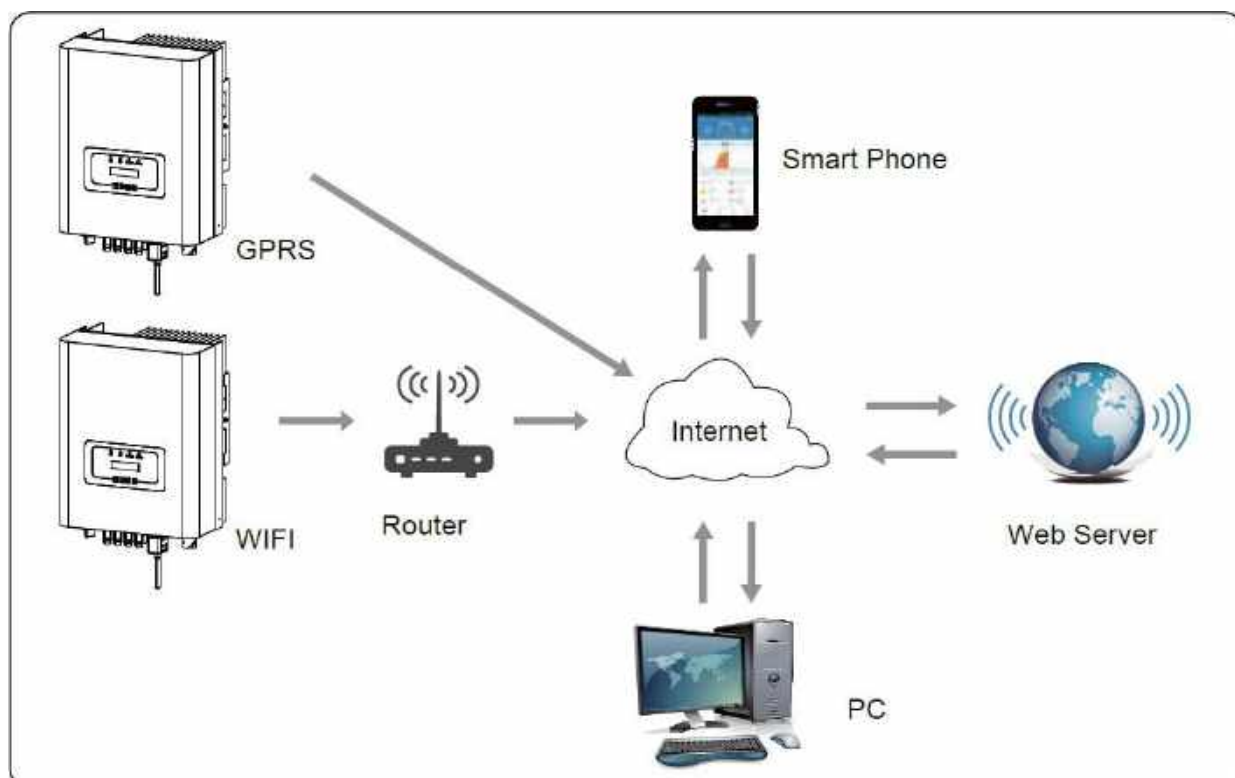 GPRS
Smart Phone
Internet
WIFI
Router
Web Server
PC